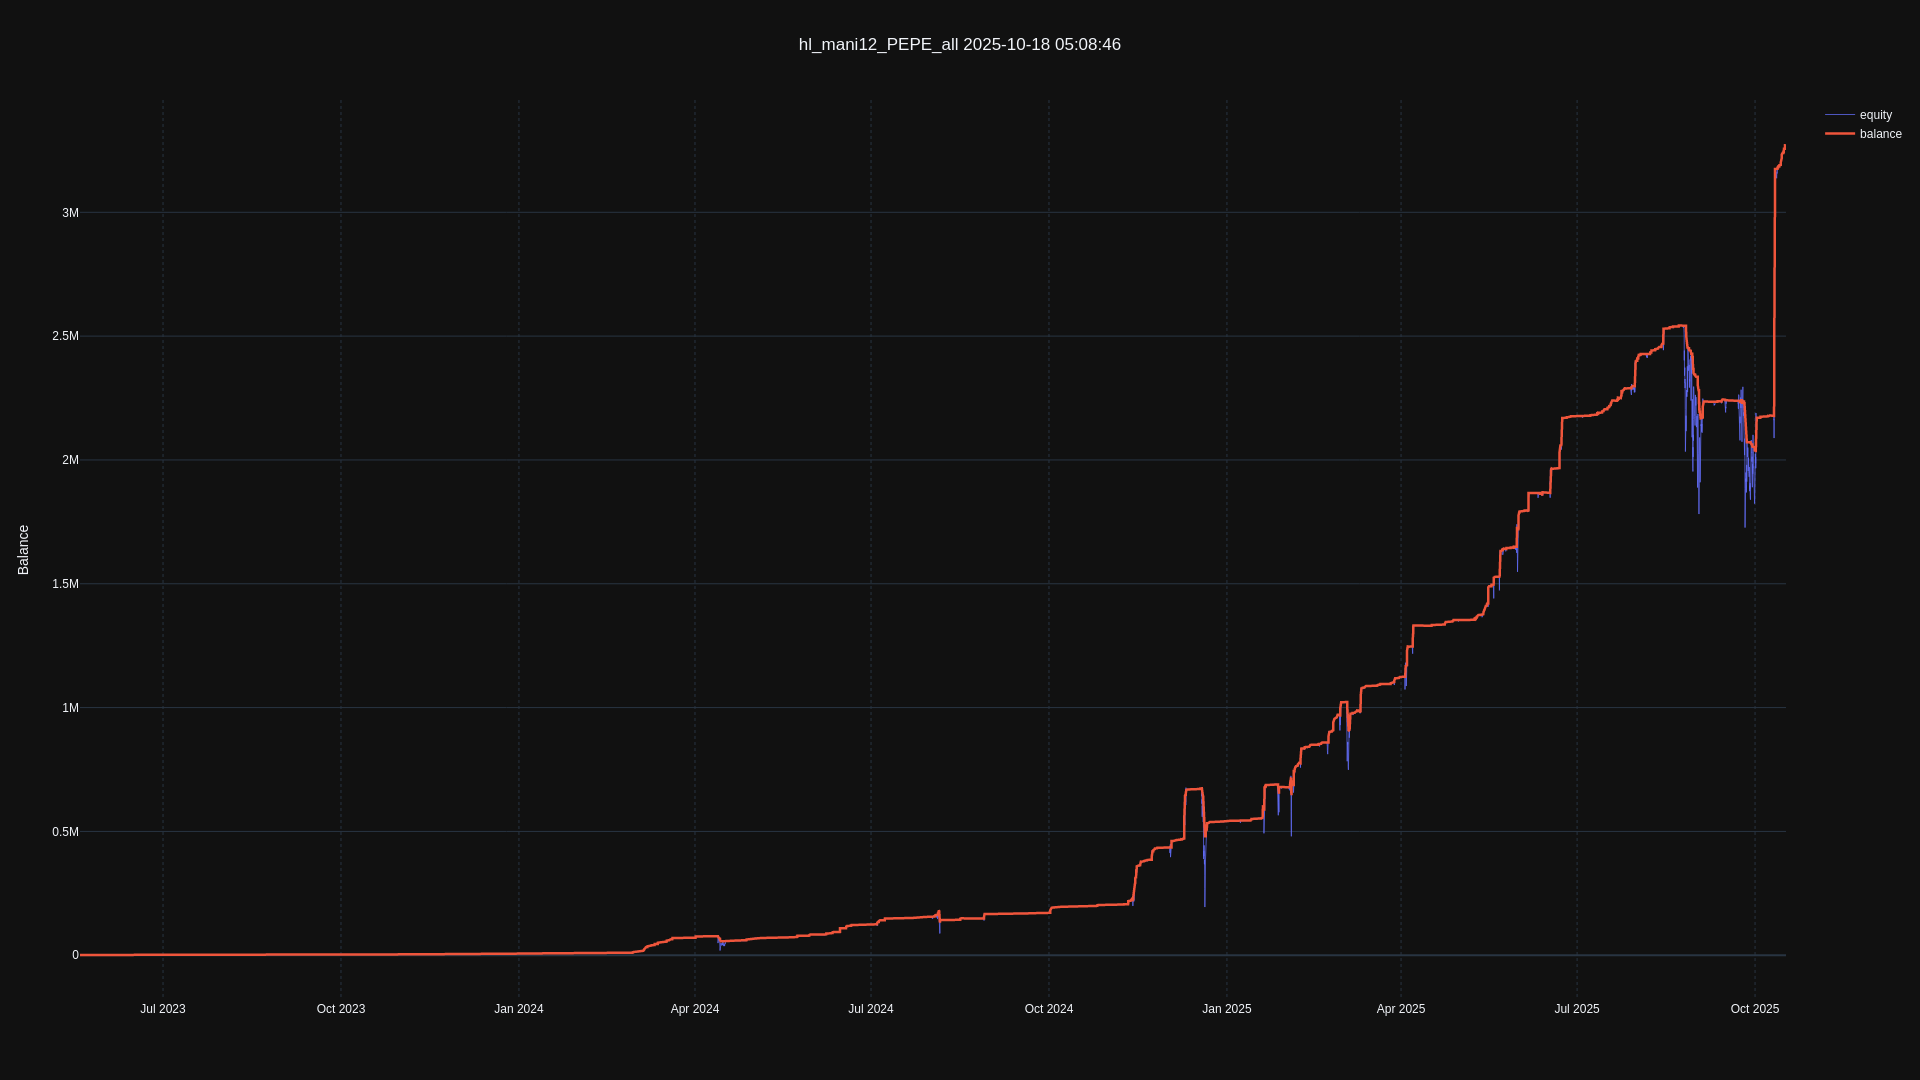 hl_mani12_PEPE_all 2025-10-18 05:08:46
equity
balance
3M
2.5M
2M
1.5M
1M
0.5M
0
Balance
Jul 2023
Oct 2023
Jan 2024
Apr 2024
Jul 2024
Oct 2024
Jan 2025
Apr 2025
Jul 2025
Oct 2025